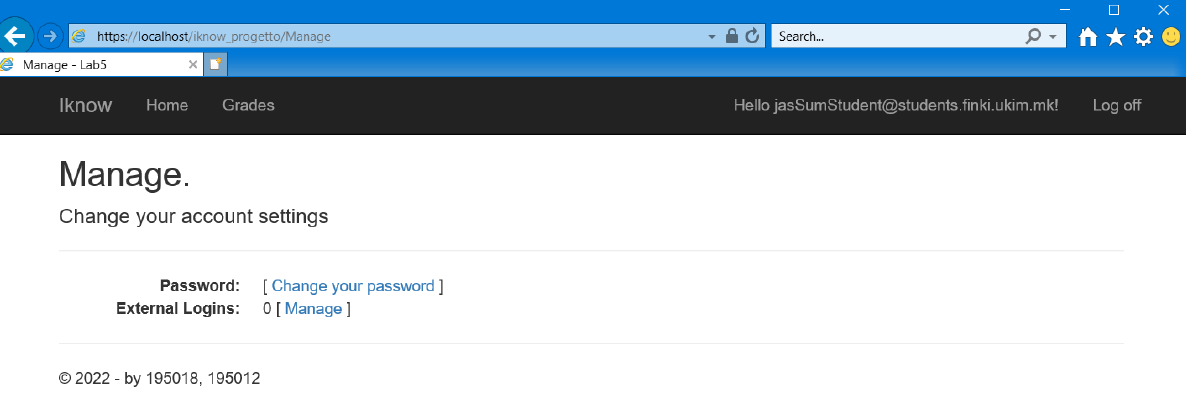 https://localhost/iknow_progetto/Manage
Search...
Manage - Lab5
Iknow Home Grades Hello jasSumStudent@students.finki.ukim.mk! Log off
Manage.
Change your account settings
Password: [ Change your password ]
External Logins: 0 [ Manage ]
© 2022 - by 195018, 195012